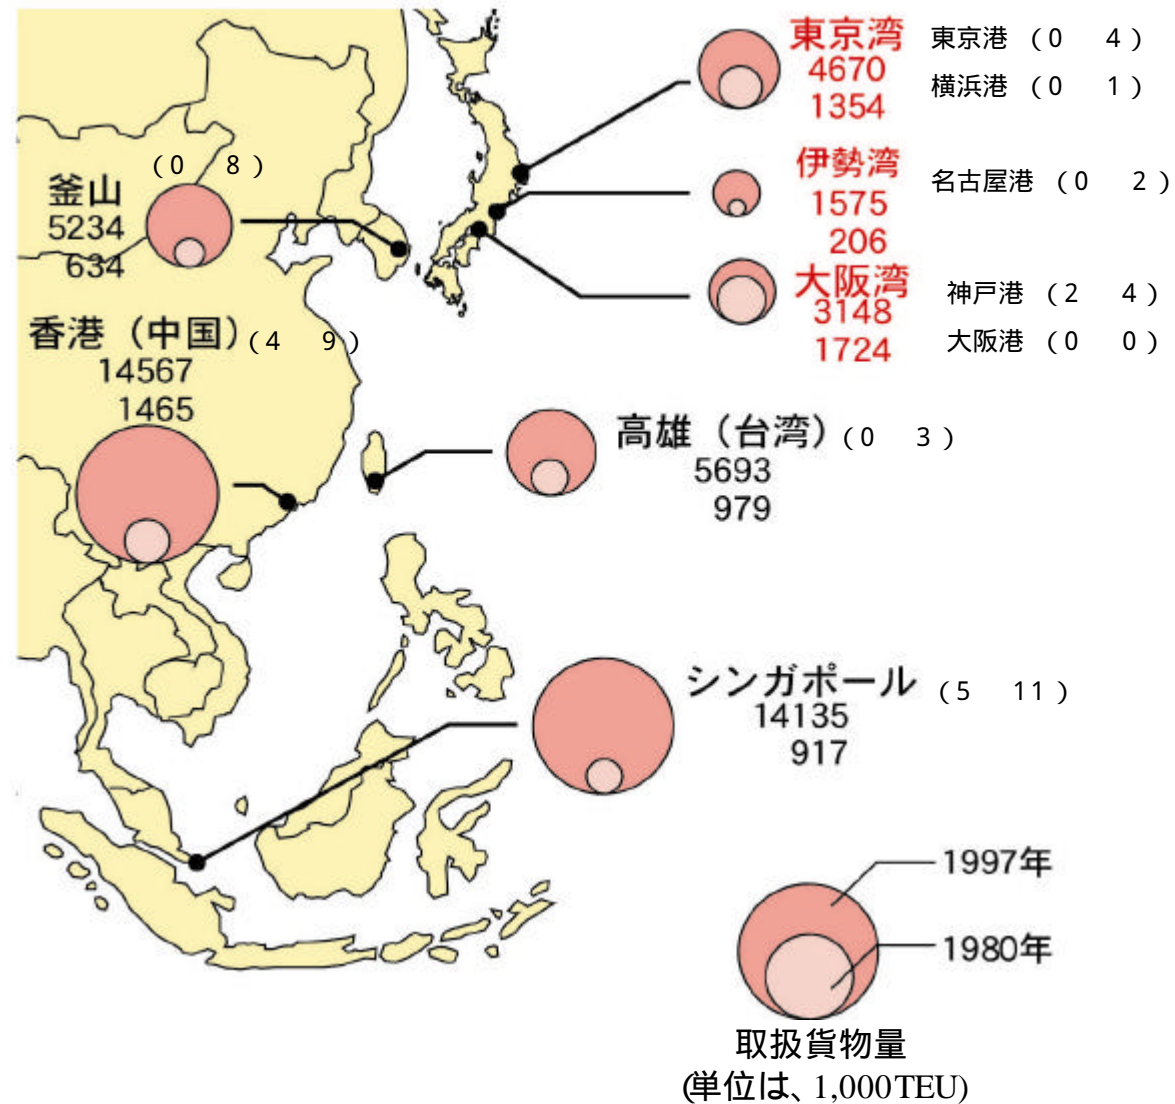 東京湾
4670
1354
東京港 (0 4)
横浜港 (0 1)
伊勢湾
1575
206
名古屋港 (0 2)
大阪湾
3148
1724
神戸港 (2 4)
大阪港 (0 0)
(0 8)
釜山
5234
634
香港(中国)(4 9)
14567
1465
高雄(台湾)(0 3)
5693
979
シンガポール (5 11)
14135
917
1997年
1980年
取扱貨物量
(単位は、1,000TEU)